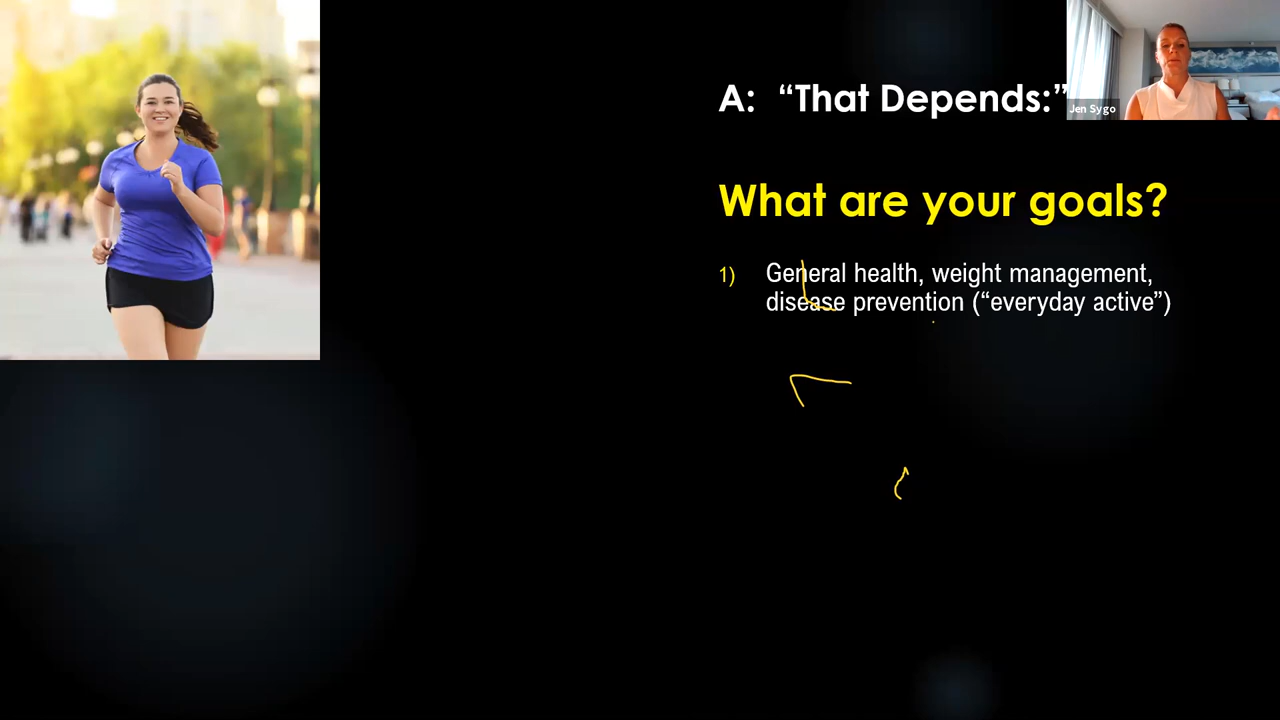 A: “That Depends:”
Jen Sygo
What are your goals?
1) General health, weight management,
disease prevention (“everyday active”)